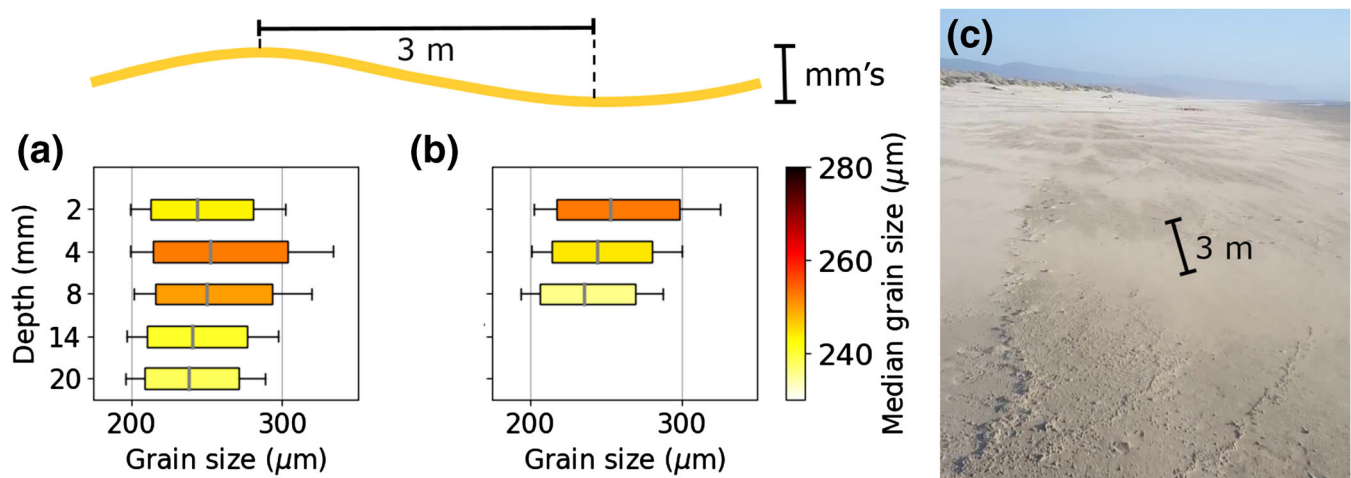 3 m
mm's
(a)
(b)
(c)
Depth (mm)
2
4
8
14
20
200
300
Grain size (μm)
200
300
Grain size (μm)
280
260
240
Median grain size (μm)
3 m